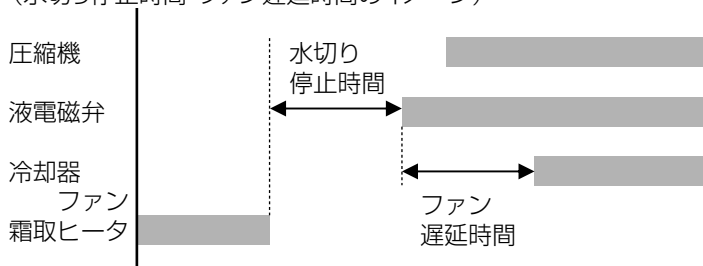 (水切り停止時間・ファン遅延時間のイメージ)
圧縮機
水切り
停止時間
液電磁弁
冷却器
ファン
ファン
遅延時間
霜取ヒータ